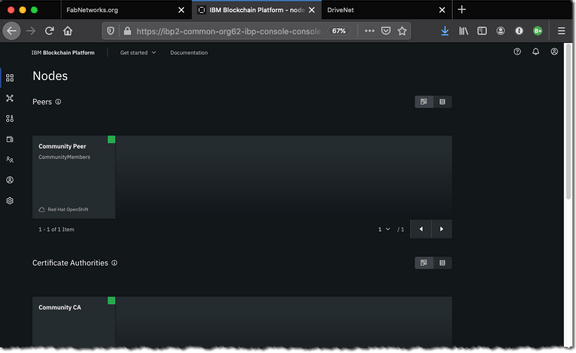 FabNetworks.org
IBM Blockchain Platform - node
DriveNet
https://ibp2-common-org62-ibp-console-console
67%
IBM Blockchain Platform
Get started
Documentation
Nodes
Peers
Community Peer
CommunityMembers
Red Hat OpenShift
1 - 1 of 1 Item
1
/ 1
Certificate Authorities
Community CA